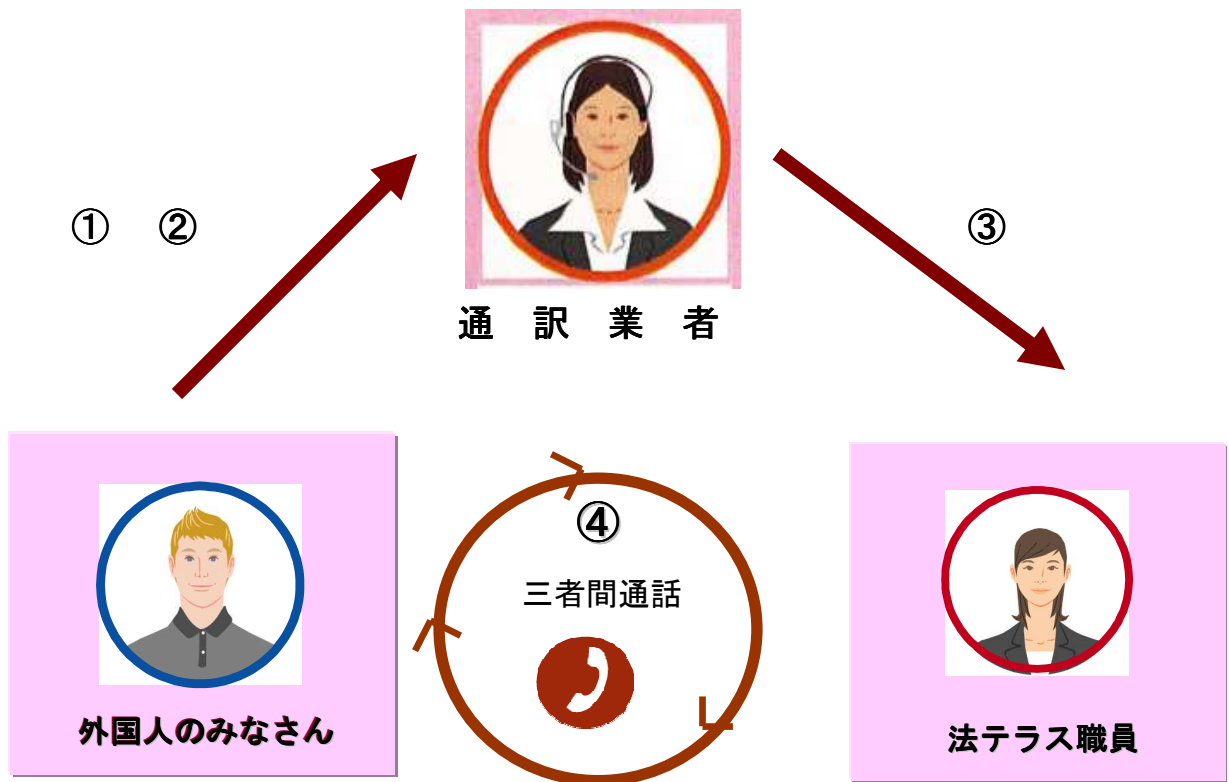 ① ②
③
通訳業者
④
三者間通話
外国人のみなさん
法テラス職員